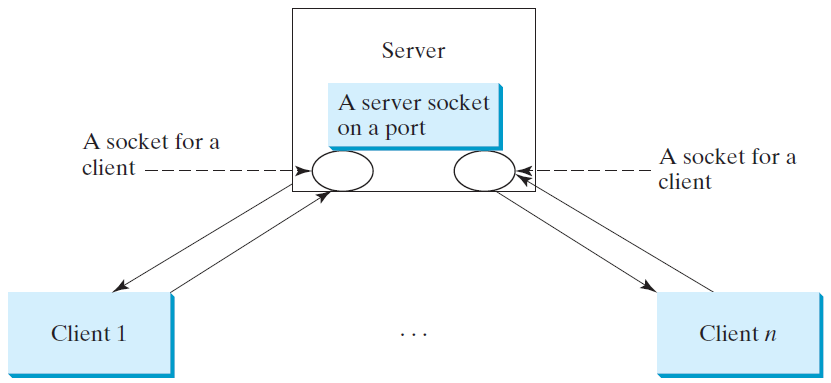 Server
A server socket
on a port
A socket for a
client
A socket for a
client
Client 1
...
Client n